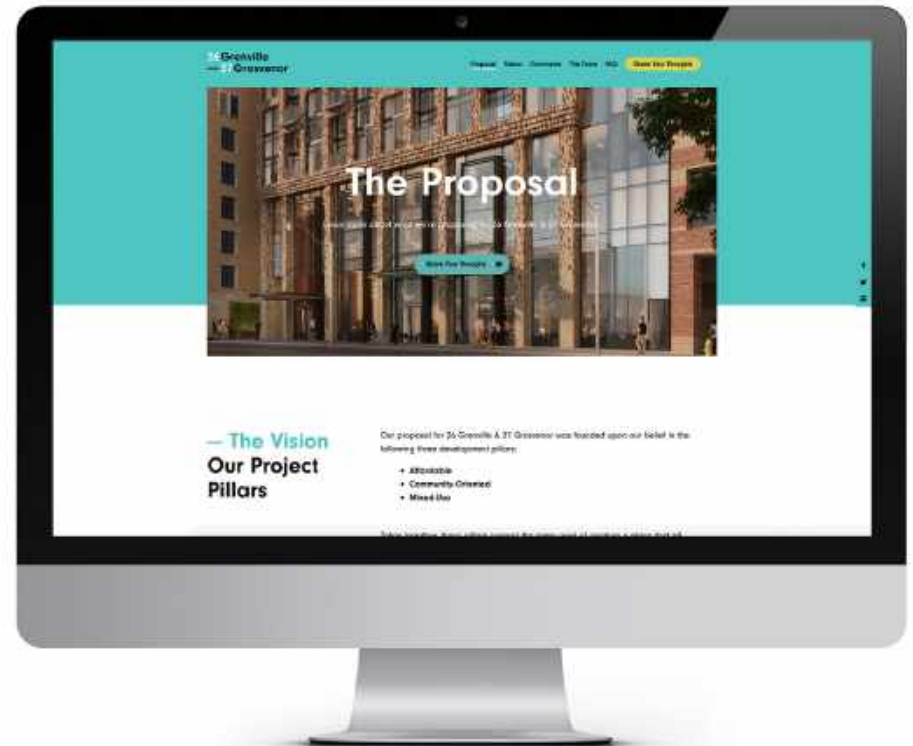 26 Grenville
— 27 Grosvenor
Proposal Vision Community The Team FAQ Share Your Thoughts
The Proposal
Share Your Thoughts
— The Vision
Our Project
Pillars
Our proposal for 26 Grenville & 27 Grosvenor was founded upon our belief in the
following three development pillars:
• Affordable
• Community-Oriented
• Mixed-Use